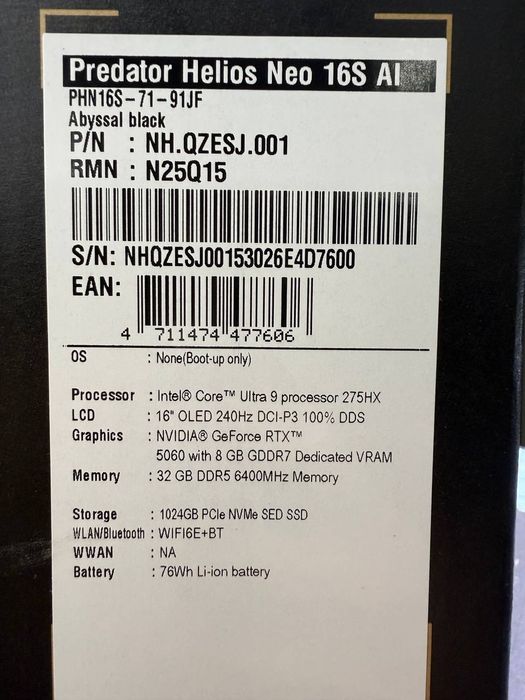 Predator Helios Neo 16S AI
PHN16S-71-91JF
Abyssal black
P/N : NH.QZESJ.001
RMN : N25Q15
S/N: NHQZESJ00153026E4D7600
EAN:
4 711474 477606
OS : None(Boot-up only)
Processor : Intel® Core™ Ultra 9 processor 275HX
LCD : 16" OLED 240Hz DCI-P3 100% DDS
Graphics : NVIDIA® GeForce RTX™
5060 with 8 GB GDDR7 Dedicated VRAM
Memory : 32 GB DDR5 6400MHz Memory
Storage : 1024GB PCIe NVMe SED SSD
WLAN/Bluetooth : WIFI6E+BT
WWAN : NA
Battery : 76Wh Li-ion battery